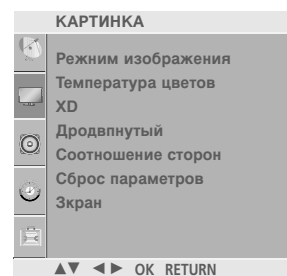 КАРТИНКА
Режим изображения
Температура цветов
XD
Дродвпнутый
Соотношение сторон
Сброс параметров
Зкран
▲▼ ◄► OK RETURN